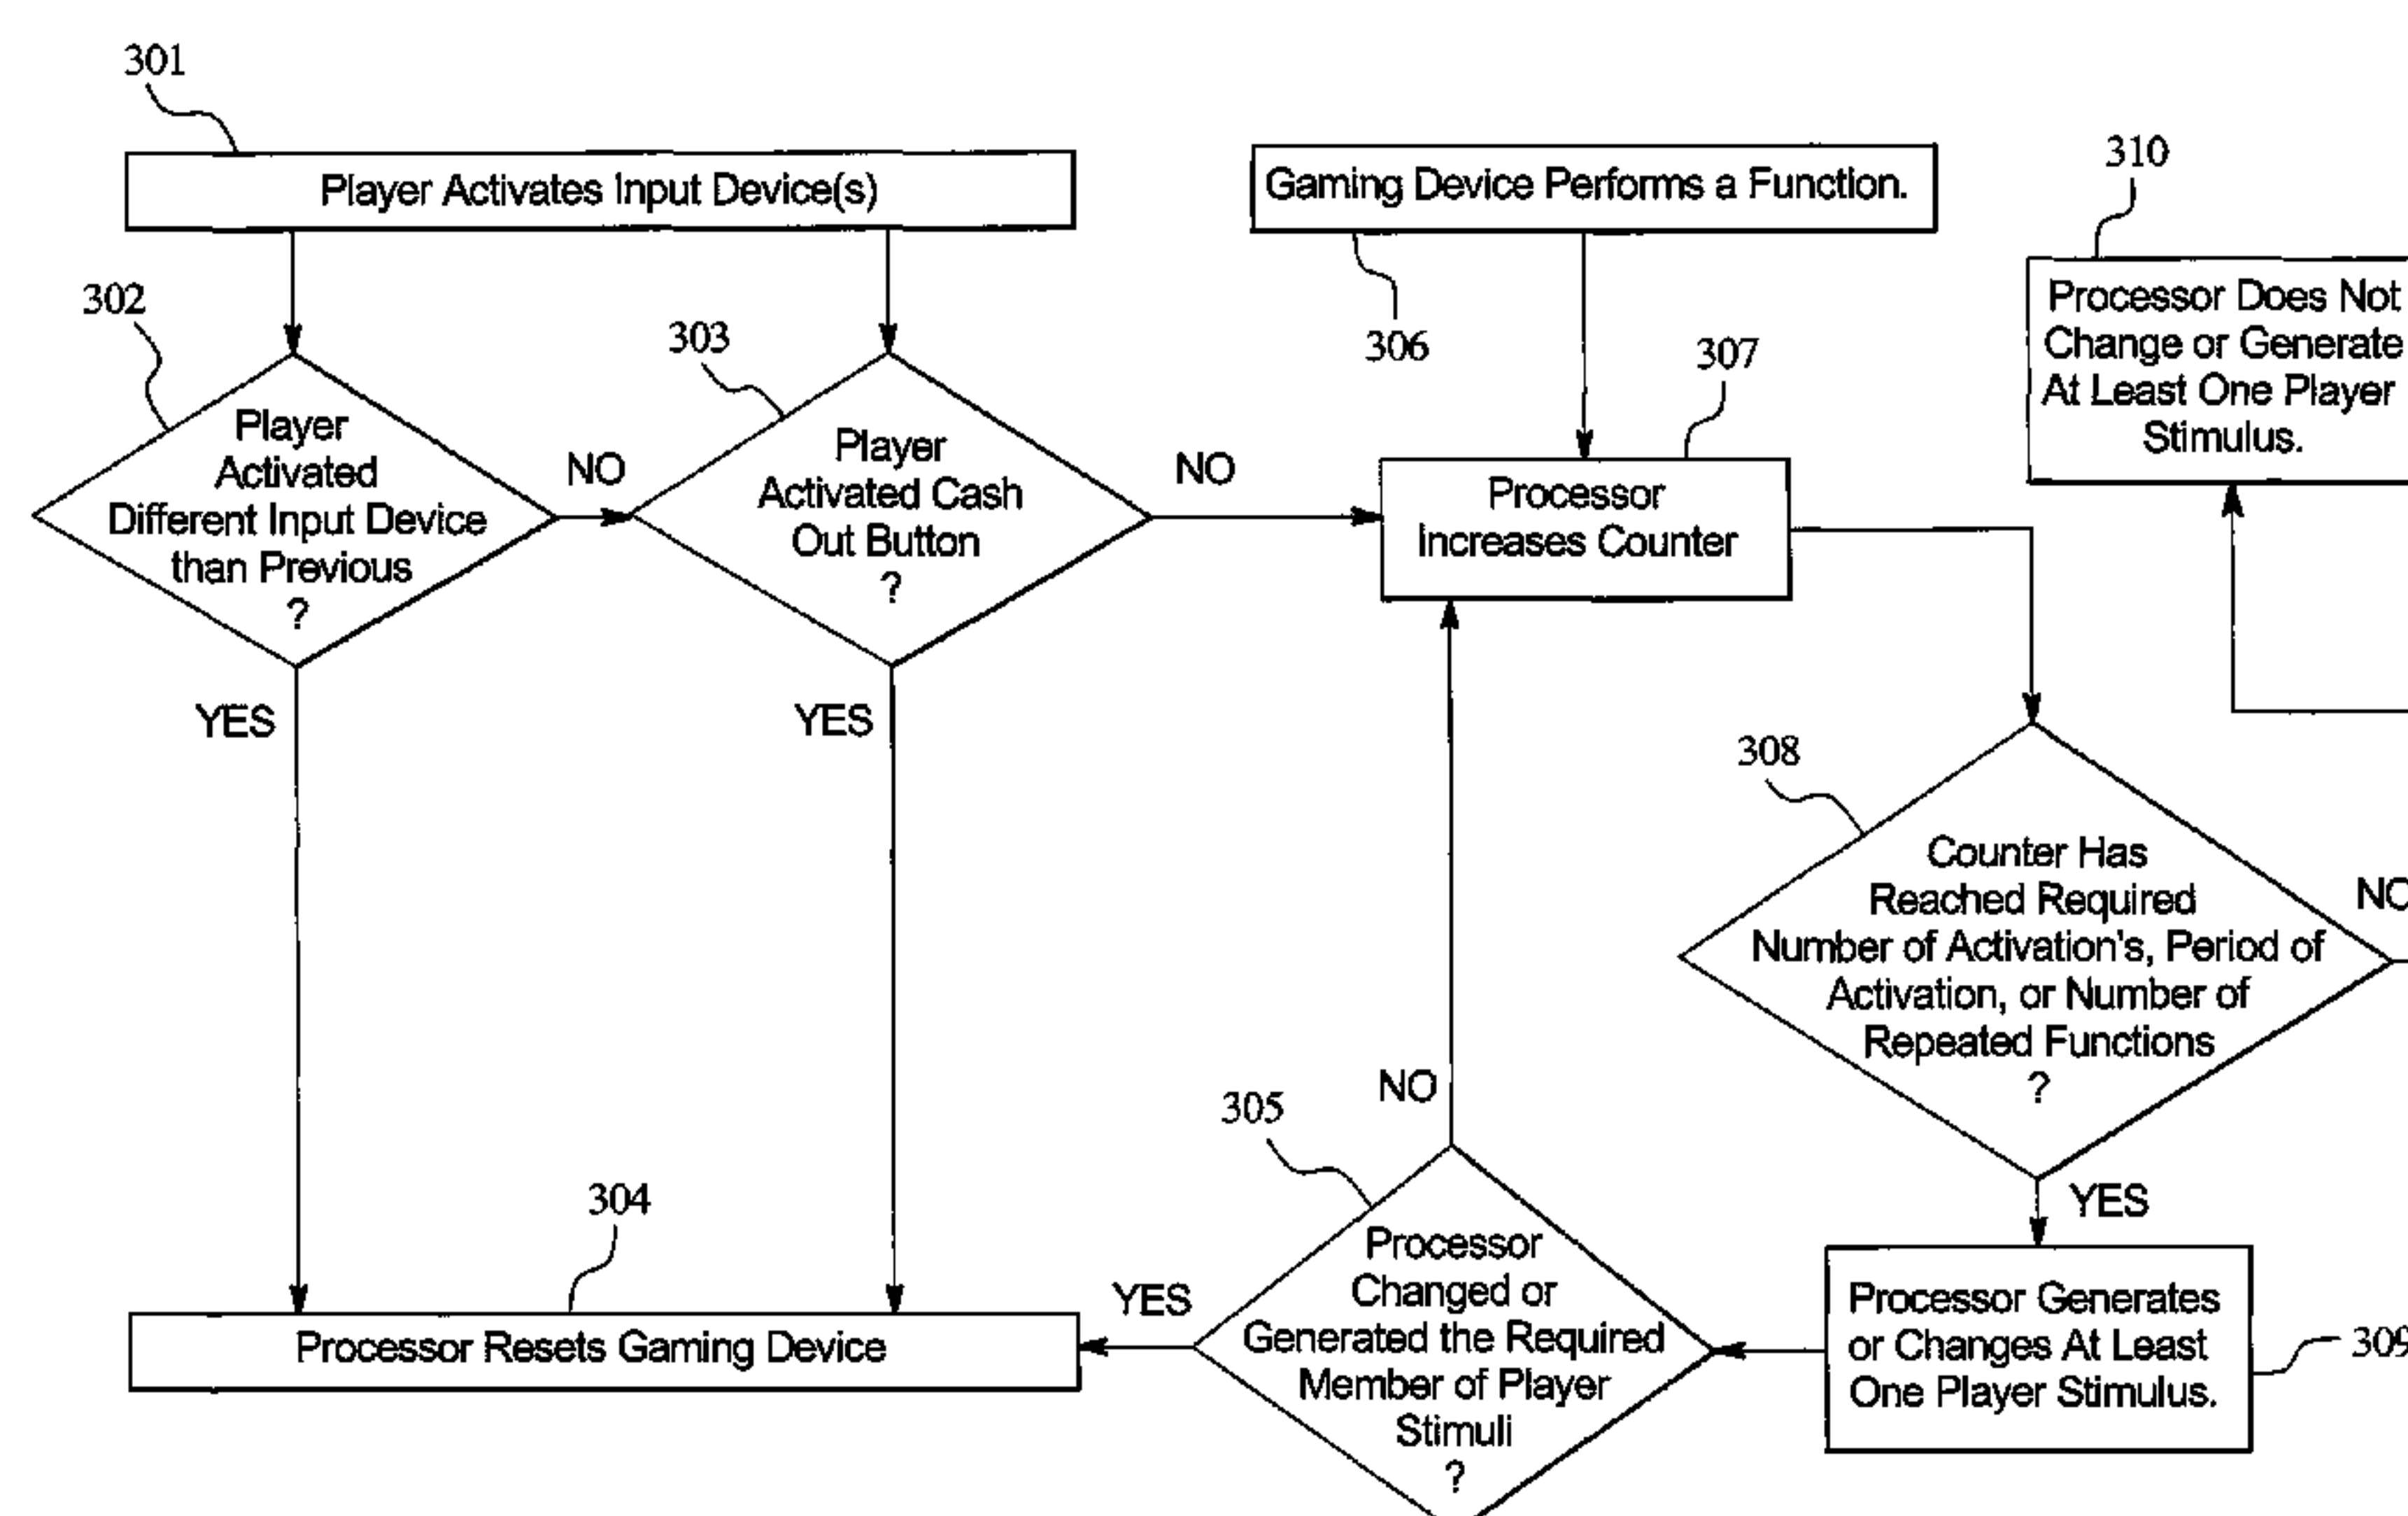 301
Player Activates Input Device(s)
302
Player
Activated
Different Input Device
than Previous
?
NO
YES
303
Player
Activated Cash
Out Button
?
NO
YES
Gaming Device Performs a Function.
306
307
Processor
Increases Counter
310
Processor Does Not
Change or Generate
At Least One Player
Stimulus.
308
Counter Has
Reached Required
Number of Activation's, Period of
Activation, or Number of
Repeated Functions
?
NO
YES
Processor Generates
or Changes At Least
One Player Stimulus.
309
305
NO
Processor
Changed or
Generated the Required
Member of Player
Stimuli
?
YES
304
Processor Resets Gaming Device